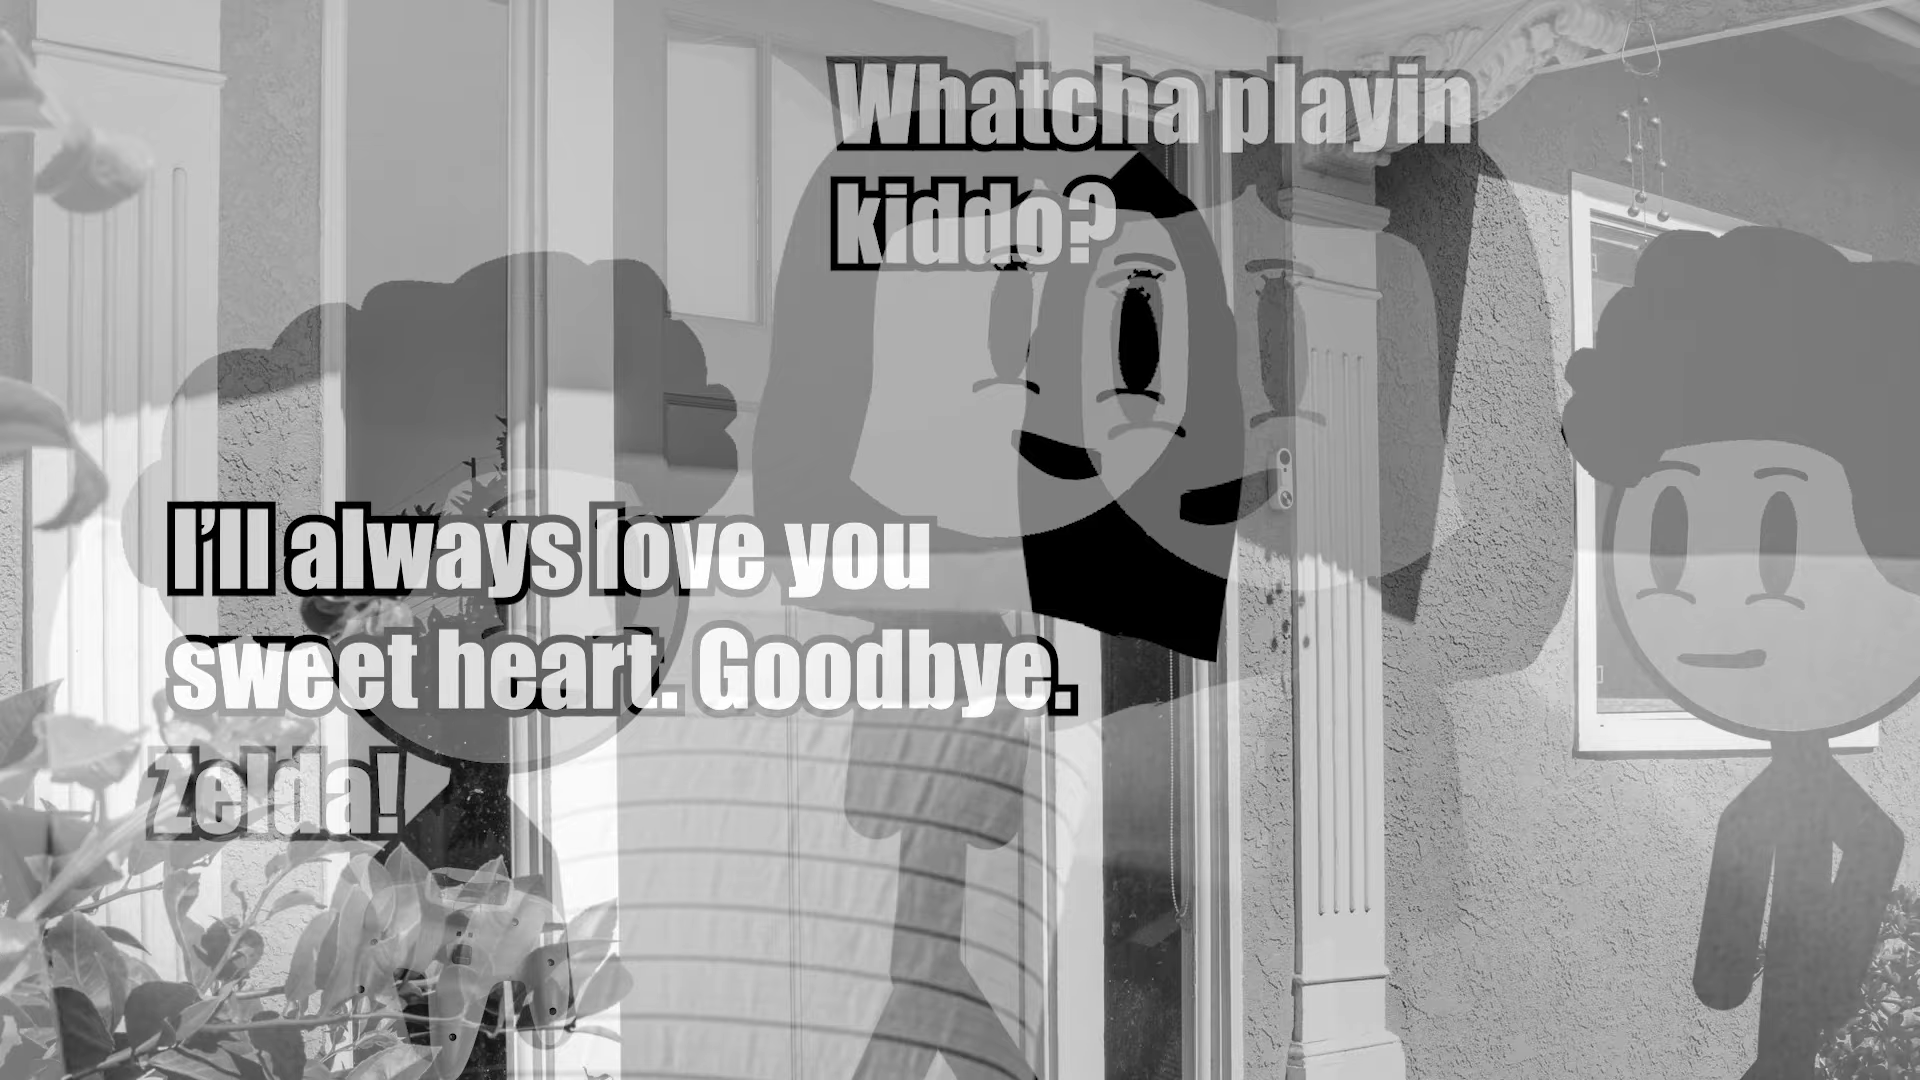 Whatcha playin
kiddo?
I'll always love you
sweet heart. Goodbye.
Zelda!